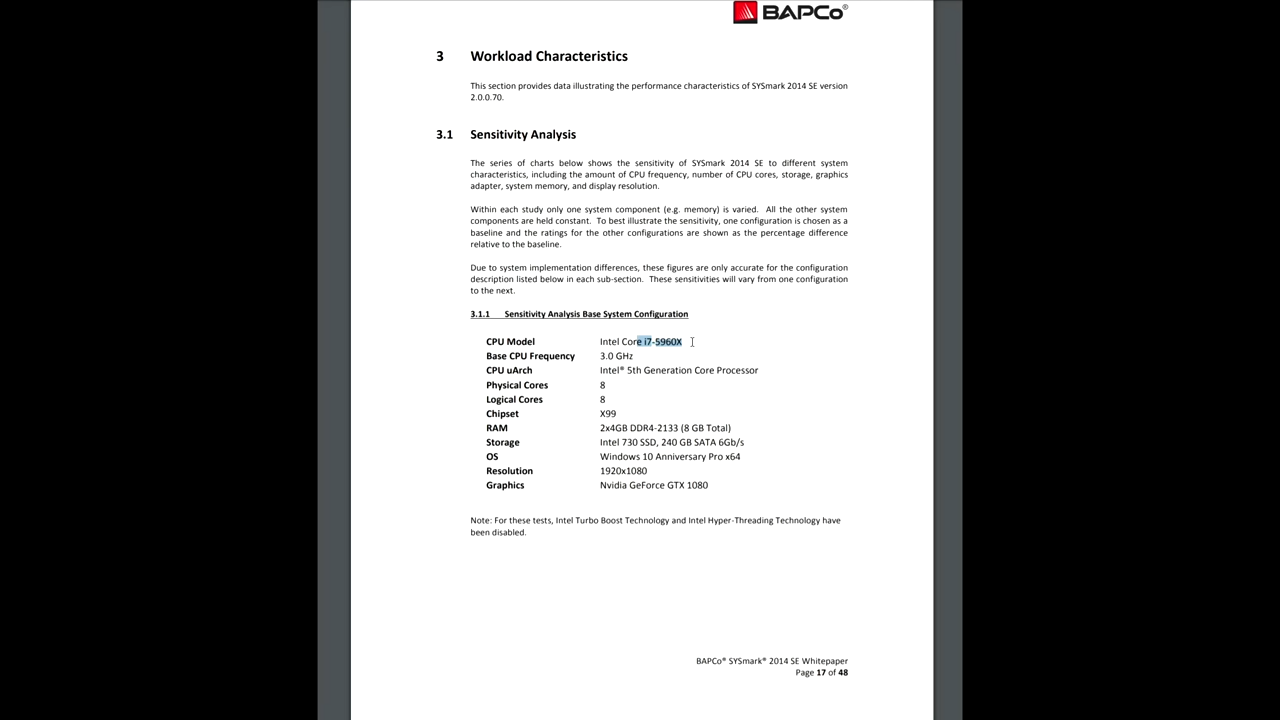 BAPCo®
3 Workload Characteristics
This section provides data illustrating the performance characteristics of SYSmark 2014 SE version
2.0.0.70.
3.1 Sensitivity Analysis
The series of charts below shows the sensitivity of SYSmark 2014 SE to different system
characteristics, including the amount of CPU frequency, number of CPU cores, storage, graphics
adapter, system memory, and display resolution.
Within each study only one system component (e.g. memory) is varied. All the other system
components are held constant. To best illustrate the sensitivity, one configuration is chosen as a
baseline and the ratings for the other configurations are shown as the percentage difference
relative to the baseline.
Due to system implementation differences, these figures are only accurate for the configuration
description listed below in each sub-section. These sensitivities will vary from one configuration
to the next.
3.1.1 Sensitivity Analysis Base System Configuration
CPU Model Intel Core i7-5960X
Base CPU Frequency 3.0 GHz
CPU uArch Intel® 5th Generation Core Processor
Physical Cores 8
Logical Cores 8
Chipset X99
RAM 2x4GB DDR4-2133 (8 GB Total)
Storage Intel 730 SSD, 240 GB SATA 6Gb/s
OS Windows 10 Anniversary Pro x64
Resolution 1920x1080
Graphics Nvidia GeForce GTX 1080
Note: For these tests, Intel Turbo Boost Technology and Intel Hyper-Threading Technology have
been disabled.
BAPCo® SYSmark® 2014 SE Whitepaper
Page 17 of 48